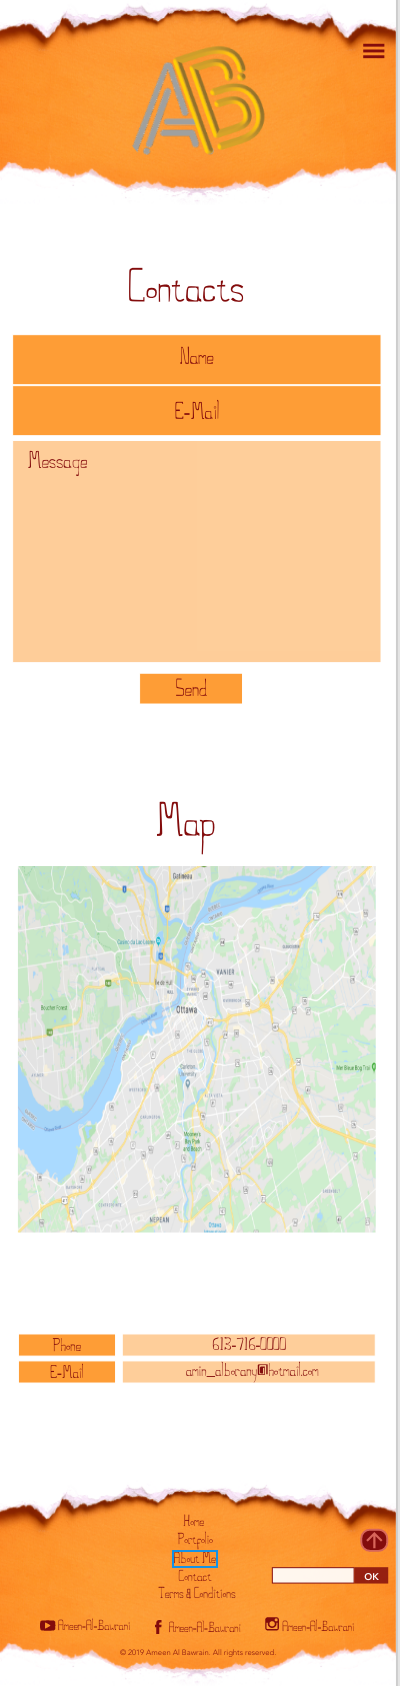 AB
Contacts
Name
E-Mail
Message
Send
Map
Gatineau
VANIER
Ottawa
NEPEAN
Ottawa
Phone 613-716-0000
E-Mail amin_alborany@hotmail.com
Home
Portfolio
About Me
Contact
Terms & Conditions
OK
Ameen-Al-Bawrani Ameen-Al-Bawrani Ameen-Al-Bawrani
© 2019 Ameen Al Bawrain. All rights reserved.